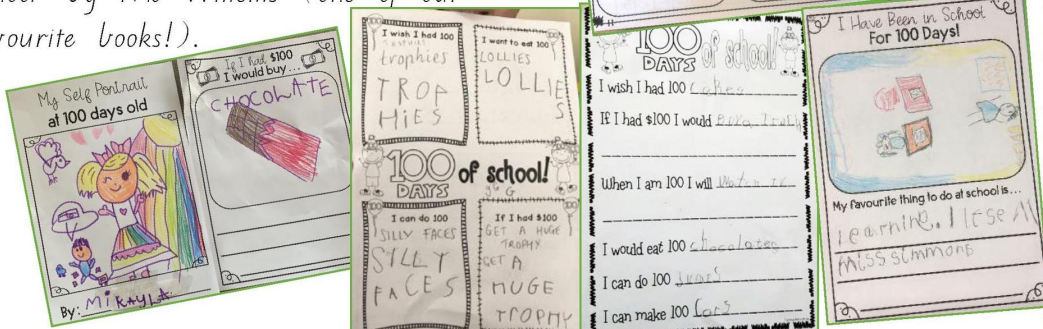 vourite books!).
My Self Portrait
at 100 days old
By: MIKAYLA
If I had $100
I would buy...
CHOCOLATE
I wish I had 100
trophies
TROP
HIES
I want to eat 100
LOLLIES
LOLLIE
S
100
DAYS
of school!
I can do 100
SILLY FACES
SILLY
FACES
If I had $100
GET A HUGE
TROPHY
GET A
HUGE
TROPHY
100
DAYS
of school!
I wish I had 100 Cakes
If I had $100 I would
When I am 100 I will
I would eat 100 chocolates
I can do 100
I can make 100 Cars
I Have Been in School
For 100 Days!
My favourite thing to do at school is...
learning.
Miss simmons